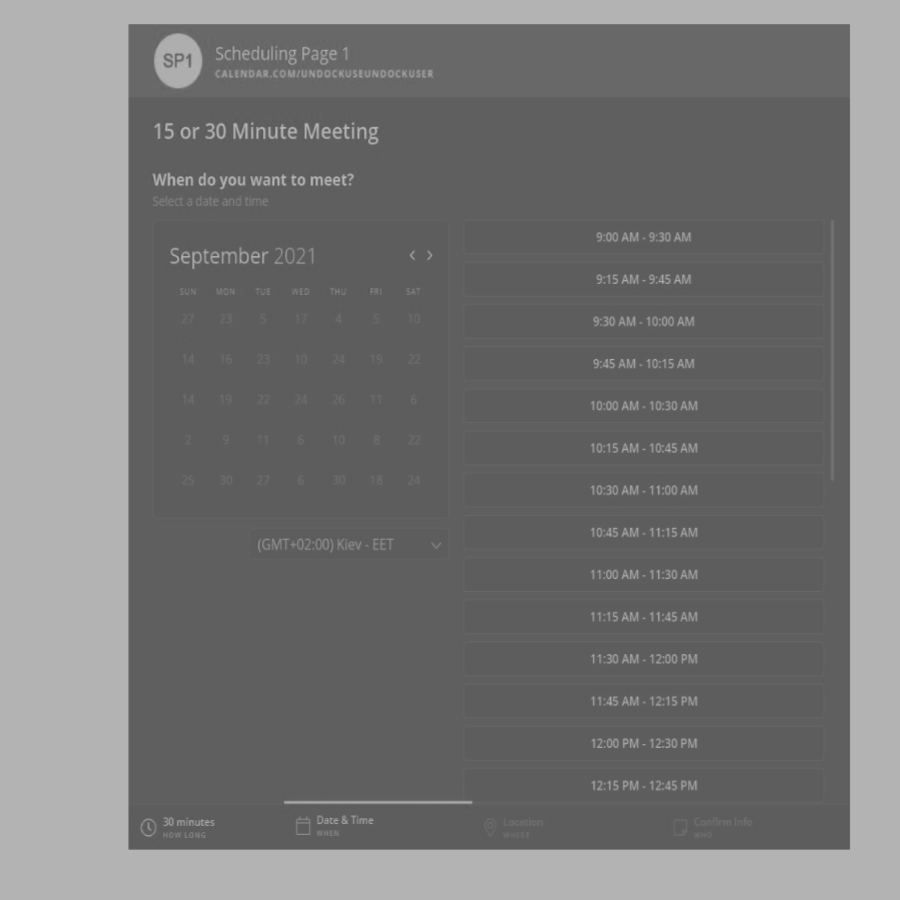 SP1
Scheduling Page 1
CALENDAR.COM/UNDOCKUSEUNDOCKUSER
15 or 30 Minute Meeting
When do you want to meet?
Select a date and time
September 2021
SUN MON TUE WED THU FRI SAT
27 23 5 17 4 5 10
14 16 23 10 24 19 22
14 19 22 24 26 11 6
2 9 11 6 10 8 22
25 30 27 6 30 18 24
(GMT+02:00) Kiev - EET
9:00 AM - 9:30 AM
9:15 AM - 9:45 AM
9:30 AM - 10:00 AM
9:45 AM - 10:15 AM
10:00 AM - 10:30 AM
10:15 AM - 10:45 AM
10:30 AM - 11:00 AM
10:45 AM - 11:15 AM
11:00 AM - 11:30 AM
11:15 AM - 11:45 AM
11:30 AM - 12:00 PM
11:45 AM - 12:15 PM
12:00 PM - 12:30 PM
12:15 PM - 12:45 PM
30 minutes
HOW LONG
Date & Time
WHEN
Location
WHERE
Confirm Info
WHO